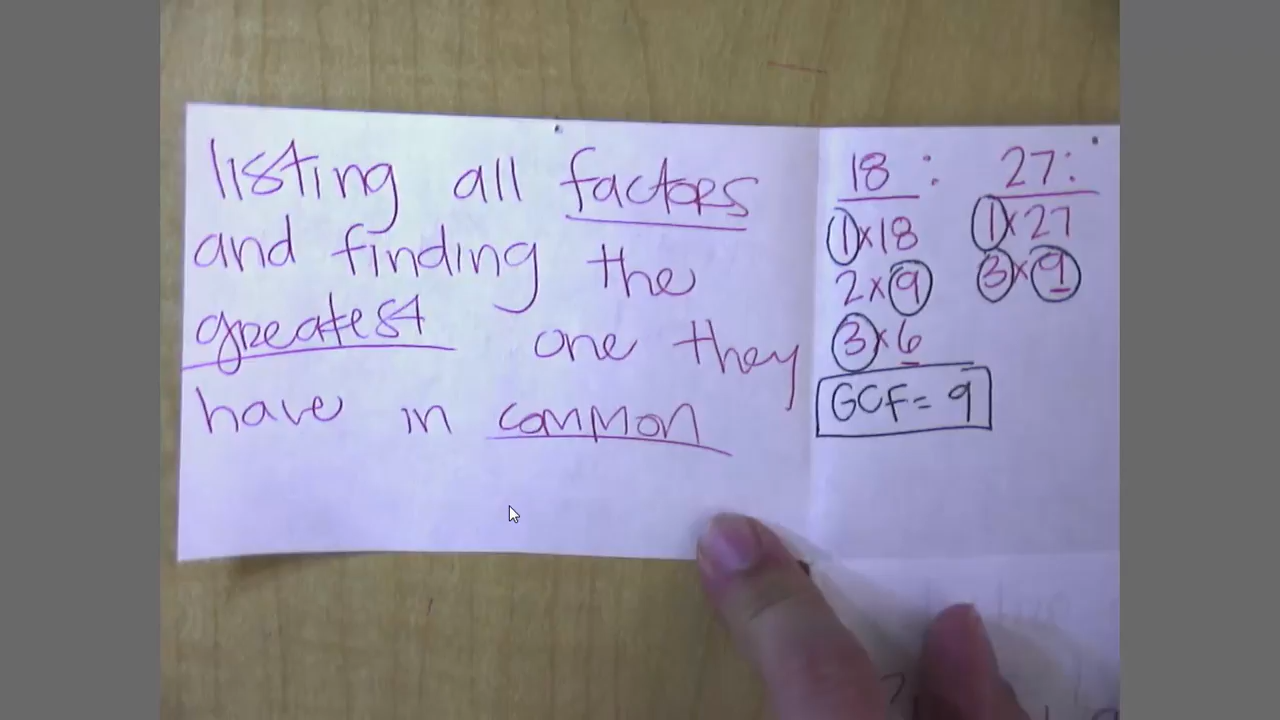 listing all factors
and finding the
greatest one they
have in common
18: 27:
1x18 1x27
2x9 3x9
3x6
GCF= 9